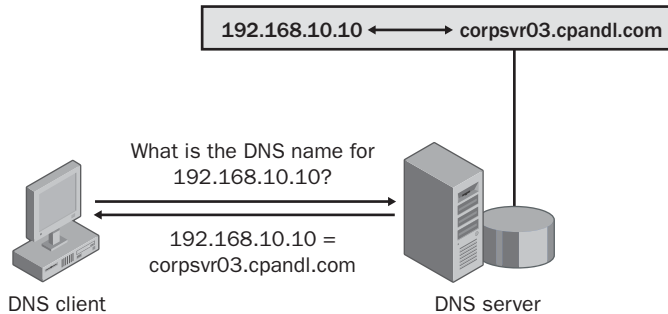 192.168.10.10 corpsvr03.cpandl.com
What is the DNS name for
192.168.10.10?
192.168.10.10 =
corpsvr03.cpandl.com
DNS client
DNS server